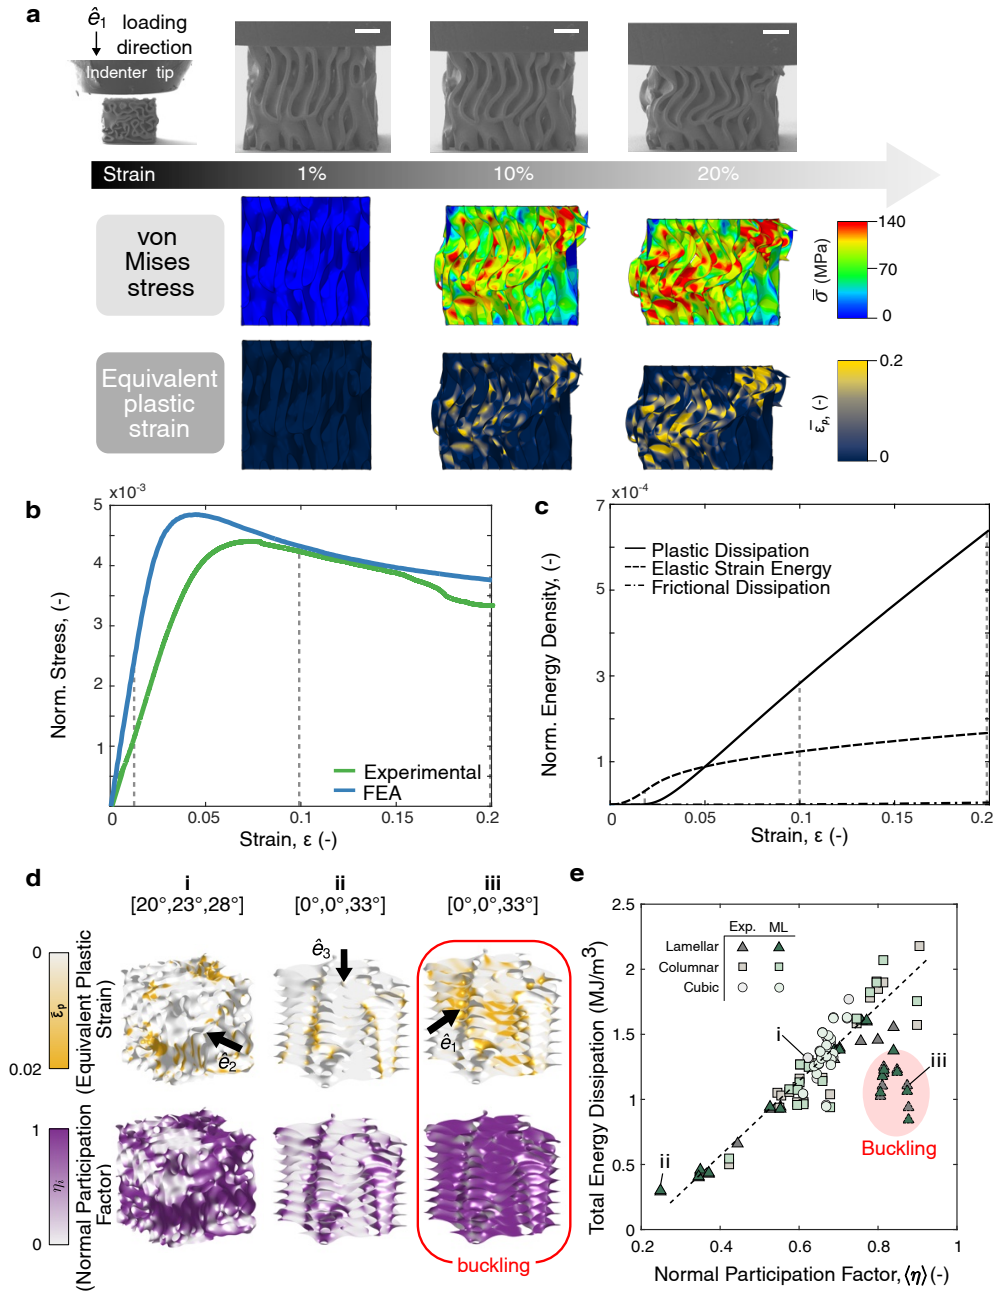 a
ê₁ loading
direction
Indenter tip
Strain 1% 10% 20%
von
Mises
stress
140
70
0
σ̿ (MPa)
Equivalent
plastic
strain
0.2
0
ε̅ₚ, (-)
b
x10⁻³
5
4
3
2
1
0 0.05 0.1 0.15 0.2
Norm. Stress, (-)
Strain, ε (-)
Experimental
FEA
c
x10⁻⁴
7
5
3
1
0 0.05 0.1 0.15 0.2
Norm. Energy Density, (-)
Strain, ε (-)
Plastic Dissipation
Elastic Strain Energy
Frictional Dissipation
d
i ii iii
[20°,23°,28°] [0°,0°,33°] [0°,0°,33°]
0
0.02
ε̅ₚ
(Equivalent Plastic
Strain)
ê₂
ê₃
ê₁
1
0
ηᵢ
(Normal Participation
Factor)
buckling
e
2.5
2
1.5
1
0.5
0
0.2 0.4 0.6 0.8 1
Total Energy Dissipation (MJ/m³)
Normal Participation Factor, ⟨η⟩ (-)
Exp. ML
Lamellar
Columnar
Cubic
i
ii
iii
Buckling